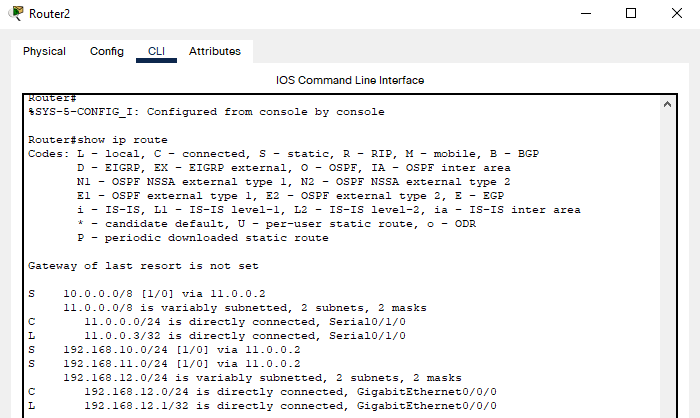 Router2
Physical Config CLI Attributes
IOS Command Line Interface
Router#
%SYS-5-CONFIG_I: Configured from console by console
Router#show ip route
Codes: L - local, C - connected, S - static, R - RIP, M - mobile, B - BGP
D - EIGRP, EX - EIGRP external, O - OSPF, IA - OSPF inter area
N1 - OSPF NSSA external type 1, N2 - OSPF NSSA external type 2
E1 - OSPF external type 1, E2 - OSPF external type 2, E - EGP
i - IS-IS, L1 - IS-IS level-1, L2 - IS-IS level-2, ia - IS-IS inter area
* - candidate default, U - per-user static route, o - ODR
P - periodic downloaded static route
Gateway of last resort is not set
S 10.0.0.0/8 [1/0] via 11.0.0.2
11.0.0.0/8 is variably subnetted, 2 subnets, 2 masks
C 11.0.0.0/24 is directly connected, Serial0/1/0
L 11.0.0.3/32 is directly connected, Serial0/1/0
S 192.168.10.0/24 [1/0] via 11.0.0.2
S 192.168.11.0/24 [1/0] via 11.0.0.2
192.168.12.0/24 is variably subnetted, 2 subnets, 2 masks
C 192.168.12.0/24 is directly connected, GigabitEthernet0/0/0
L 192.168.12.1/32 is directly connected, GigabitEthernet0/0/0